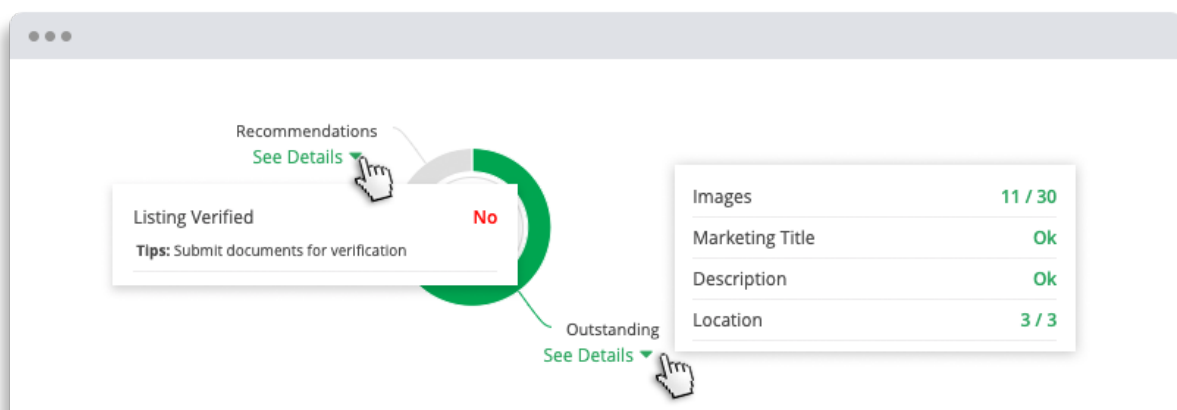 Recommendations
See Details
Listing Verified No
Tips: Submit documents for verification
Images 11 / 30
Marketing Title Ok
Description Ok
Location 3 / 3
Outstanding
See Details